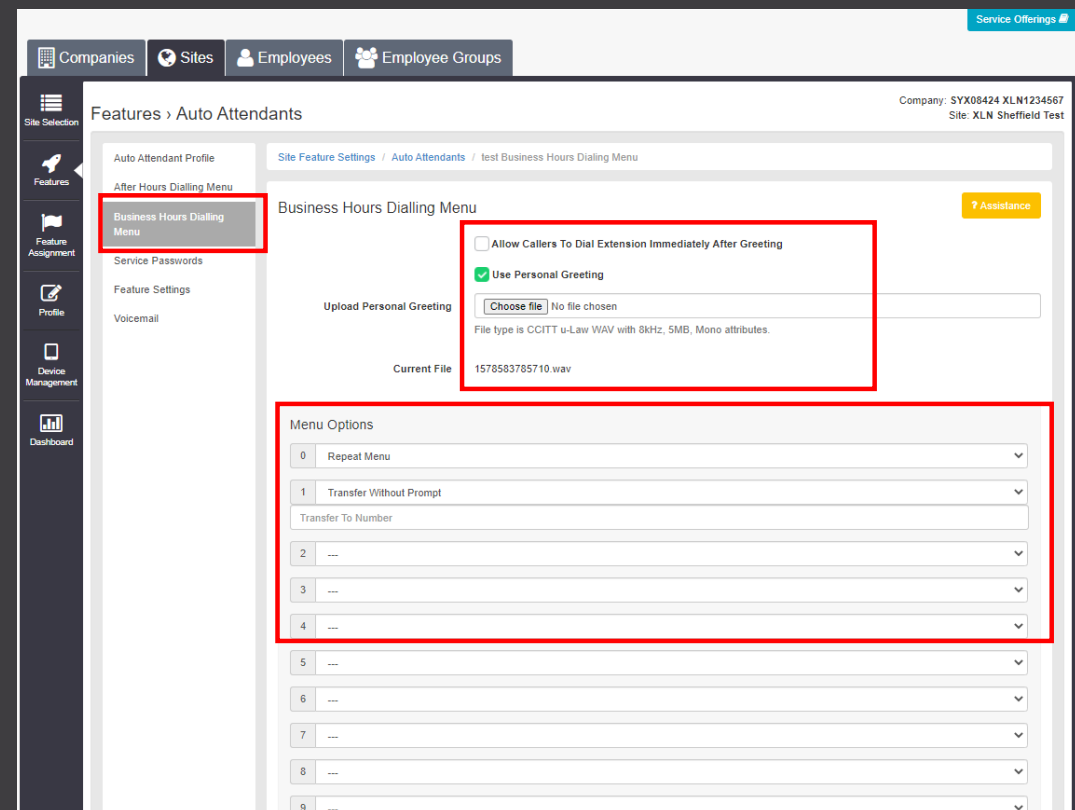 Service Offerings
Companies
Sites
Employees
Employee Groups
Site Selection
Features
Feature
Assignment
Profile
Device
Management
Dashboard
Features › Auto Attendants
Company: SYX08424 XLN1234567
Site: XLN Sheffield Test
Auto Attendant Profile
After Hours Dialling Menu
Business Hours Dialling
Menu
Service Passwords
Feature Settings
Voicemail
Site Feature Settings / Auto Attendants / test Business Hours Dialing Menu
Business Hours Dialling Menu
? Assistance
Allow Callers To Dial Extension Immediately After Greeting
Use Personal Greeting
Upload Personal Greeting
Choose file No file chosen
File type is CCITT u-Law WAV with 8kHz, 5MB, Mono attributes.
Current File
1578583785710.wav
Menu Options
0 Repeat Menu
1 Transfer Without Prompt
Transfer To Number
2 ---
3 ---
4 ---
5 ---
6 ---
7 ---
8 ---
9 ---